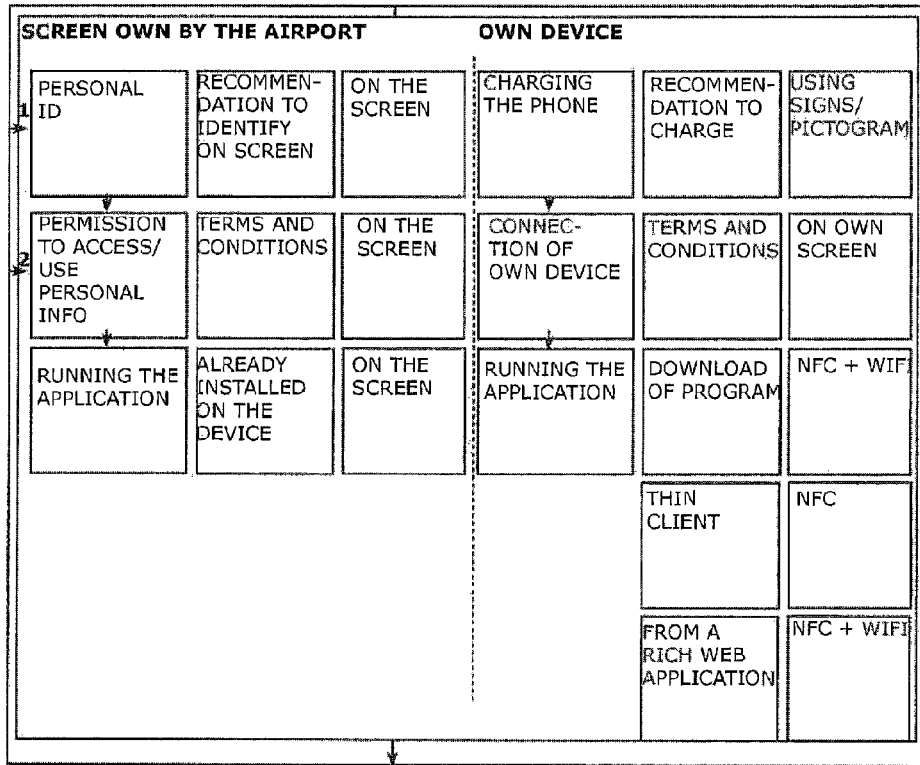 SCREEN OWN BY THE AIRPORT
OWN DEVICE
1
PERSONAL
ID
RECOMMEN-
DATION TO
IDENTIFY
ON SCREEN
ON THE
SCREEN
CHARGING
THE PHONE
RECOMMEN-
DATION TO
CHARGE
USING
SIGNS/
PICTOGRAM
2
PERMISSION
TO ACCESS/
USE
PERSONAL
INFO
TERMS AND
CONDITIONS
ON THE
SCREEN
CONNEC-
TION OF
OWN DEVICE
TERMS AND
CONDITIONS
ON OWN
SCREEN
RUNNING THE
APPLICATION
ALREADY
INSTALLED
ON THE
DEVICE
ON THE
SCREEN
RUNNING THE
APPLICATION
DOWNLOAD
OF PROGRAM
NFC + WIFI
THIN
CLIENT
NFC
FROM A
RICH WEB
APPLICATION
NFC + WIFI